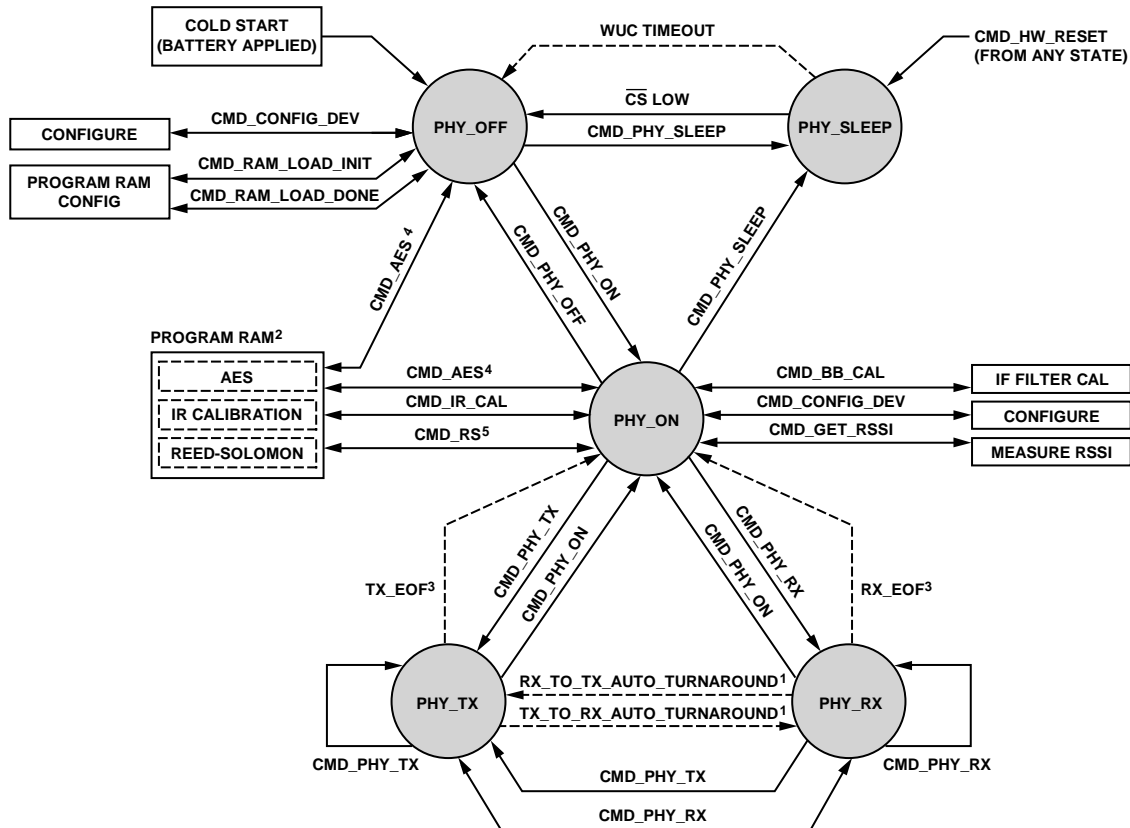 COLD START
(BATTERY APPLIED)
WUC TIMEOUT
CMD_HW_RESET
(FROM ANY STATE)
CS LOW
PHY_OFF
PHY_SLEEP
CMD_PHY_SLEEP
CONFIGURE
CMD_CONFIG_DEV
CMD_RAM_LOAD_INIT
PROGRAM RAM
CONFIG
CMD_RAM_LOAD_DONE
CMD_AES4
CMD_PHY_OFF
CMD_PHY_ON
CMD_PHY_SLEEP
PROGRAM RAM2
AES
IR CALIBRATION
REED-SOLOMON
CMD_AES4
CMD_IR_CAL
CMD_RS5
PHY_ON
CMD_BB_CAL
CMD_CONFIG_DEV
CMD_GET_RSSI
IF FILTER CAL
CONFIGURE
MEASURE RSSI
TX_EOF3
CMD_PHY_TX
CMD_PHY_ON
CMD_PHY_ON
CMD_PHY_RX
RX_EOF3
PHY_TX
RX_TO_TX_AUTO_TURNAROUND1
TX_TO_RX_AUTO_TURNAROUND1
PHY_RX
CMD_PHY_TX
CMD_PHY_TX
CMD_PHY_RX
CMD_PHY_RX